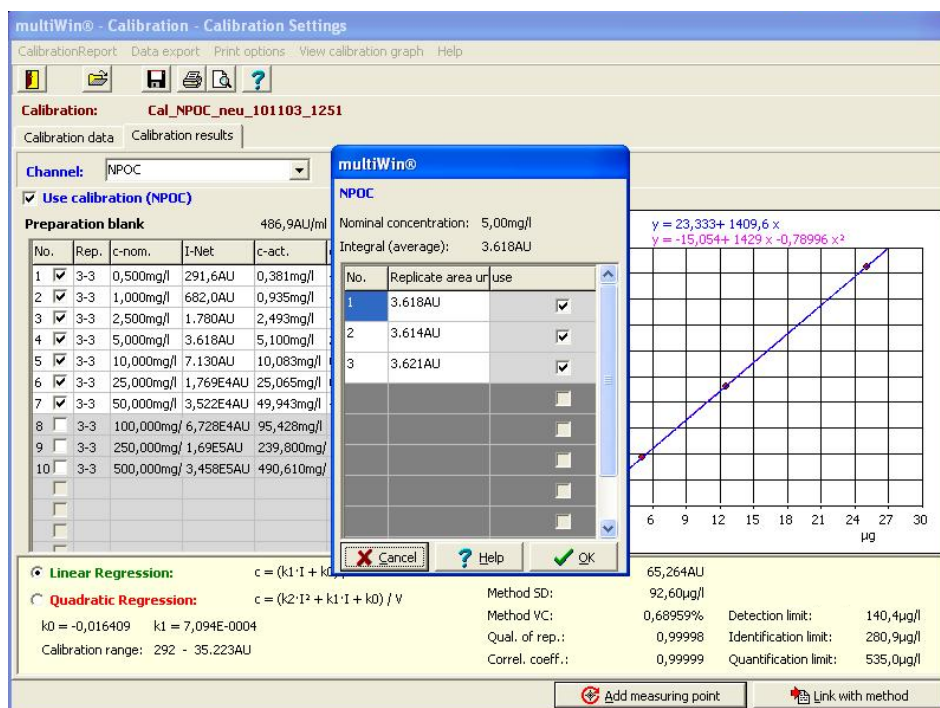 multiWin® - Calibration - Calibration Settings
CalibrationReport Data export Print options View calibration graph Help
Calibration: Cal_NPOC_neu_101103_1251
Calibration data Calibration results
Channel: NPOC
Use calibration (NPOC)
Preparation blank 486,9AU/ml
No. Rep. c-nom. I-Net c-act.
1 3-3 0,500mg/l 291,6AU 0,381mg/l
2 3-3 1,000mg/l 682,0AU 0,935mg/l
3 3-3 2,500mg/l 1.780AU 2,493mg/l
4 3-3 5,000mg/l 3.618AU 5,100mg/l
5 3-3 10,000mg/l 7.130AU 10,083mg/l
6 3-3 25,000mg/l 1,769E4AU 25,065mg/l
7 3-3 50,000mg/l 3,522E4AU 49,943mg/l
8 3-3 100,000mg/ 6,728E4AU 95,428mg/l
9 3-3 250,000mg/ 1,69E5AU 239,800mg/
10 3-3 500,000mg/ 3,458E5AU 490,610mg/
multiWin®
NPOC
Nominal concentration: 5,00mg/l
Integral (average): 3.618AU
No. Replicate area ur use
1 3.618AU
2 3.614AU
3 3.621AU
Cancel Help OK
y = 23,333+ 1409,6 x
y = -15,054+ 1429 x -0,78996 x²
6 9 12 15 18 21 24 27 30
µg
Linear Regression: c = (k1·I + k0)
Quadratic Regression: c = (k2·I² + k1·I + k0) / V
k0 = -0,016409 k1 = 7,094E-0004
Calibration range: 292 - 35.223AU
65,264AU
Method SD: 92,60µg/l
Method VC: 0,68959% Detection limit: 140,4µg/l
Qual. of rep.: 0,99998 Identification limit: 280,9µg/l
Correl. coeff.: 0,99999 Quantification limit: 535,0µg/l
Add measuring point Link with method